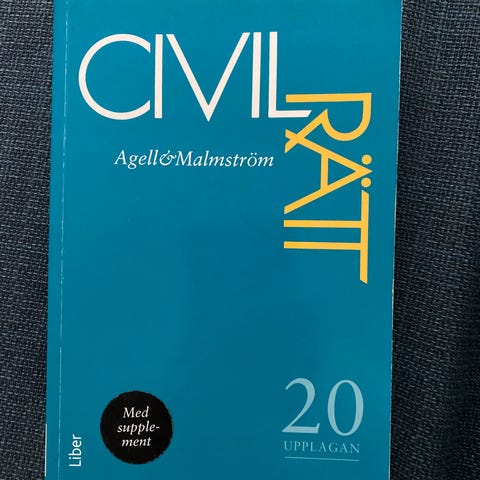 CIVIL
RÄTT
Agell&Malmström
20
UPPLAGAN
Med
supple-
ment
Liber